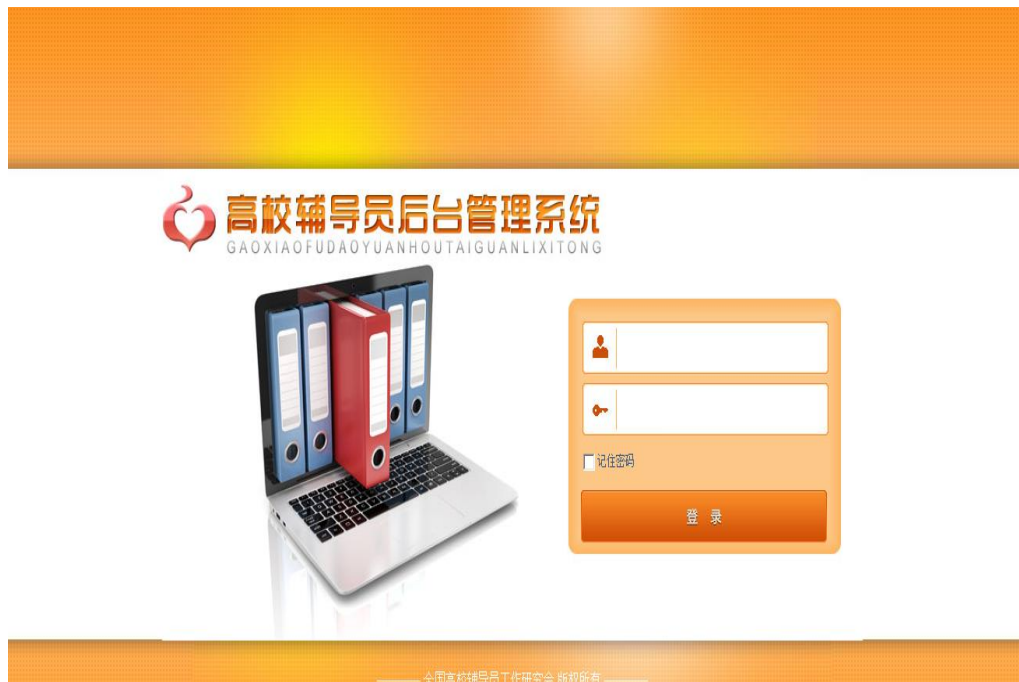 高校辅导员后台管理系统
GAOXIAOFUDAOYUANHOUTAIGUANLIXITONG
记住密码
登 录
全国高校辅导员工作研究会 版权所有